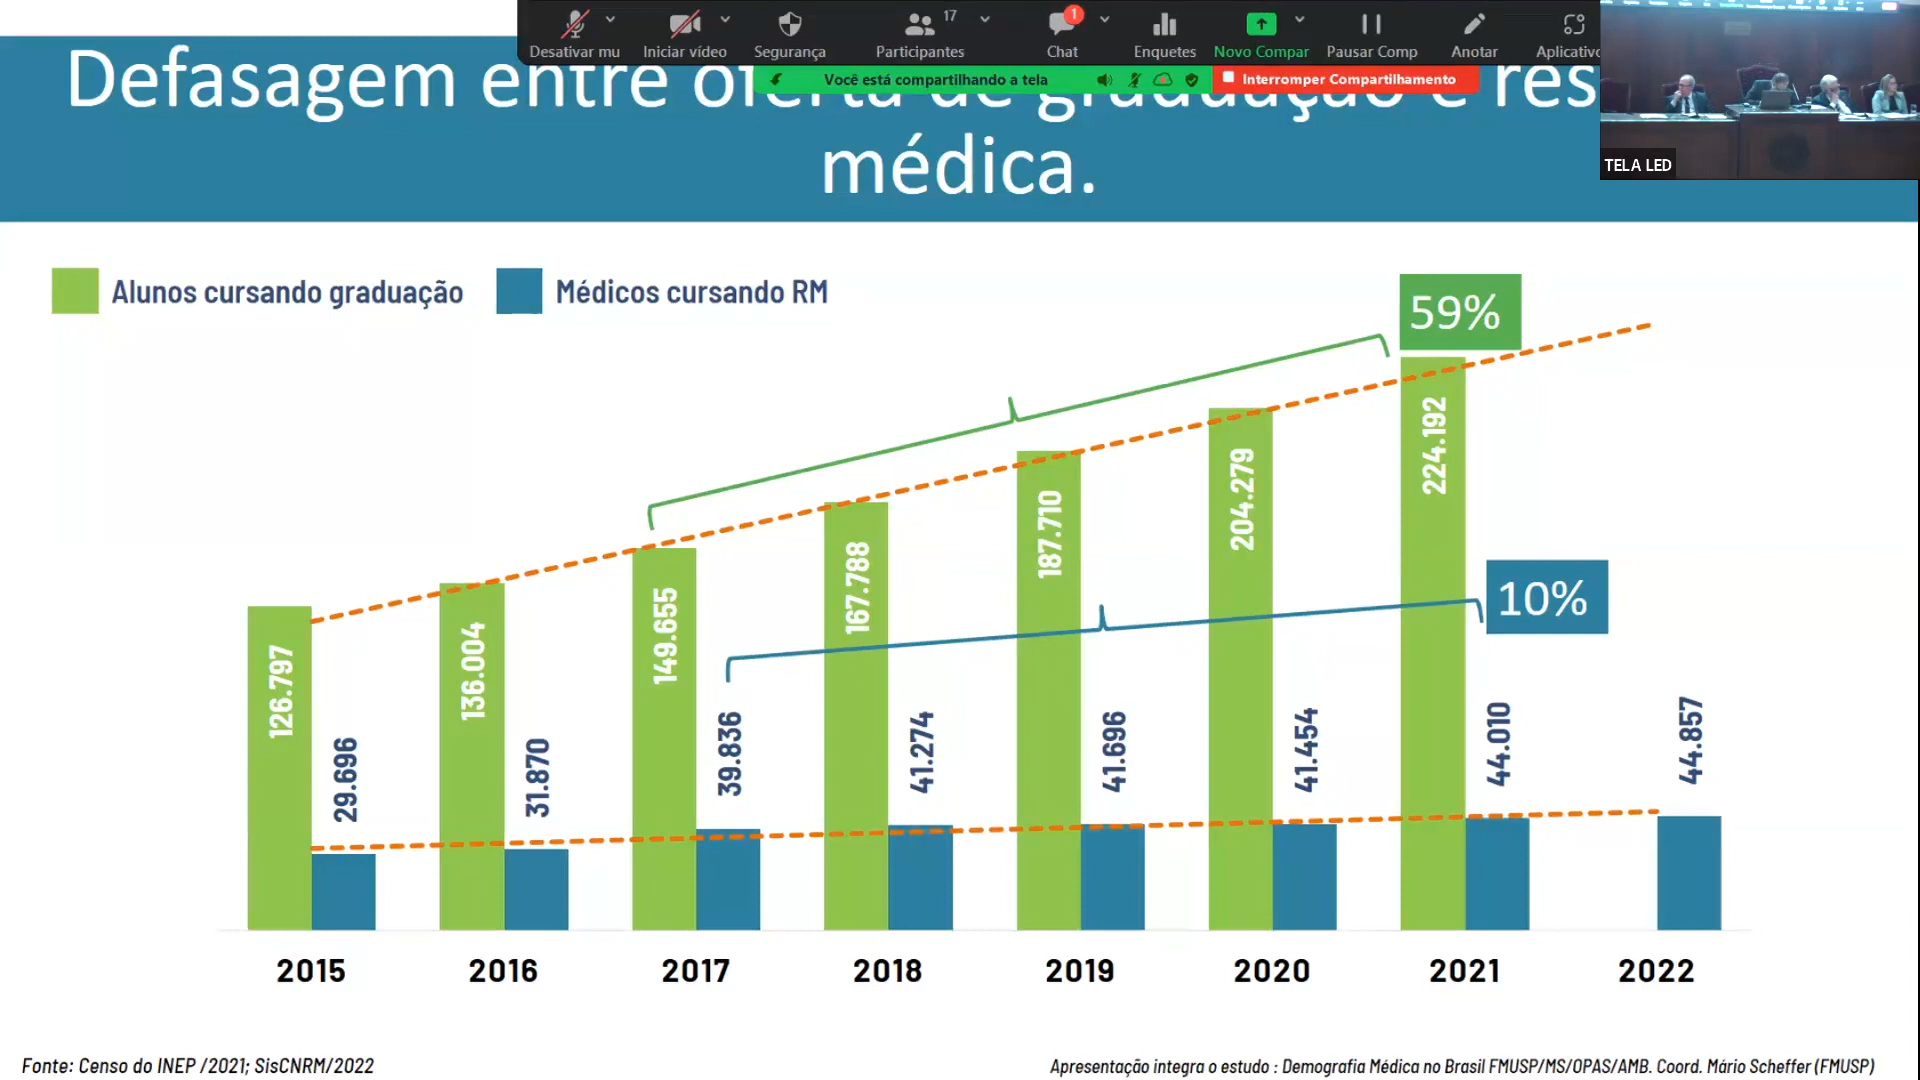 Desativar mu
Iniciar vídeo
Segurança
Participantes
17
Chat
1
Enquetes
Novo Compar
Pausar Comp
Anotar
Aplicativo
Você está compartilhando a tela
Interromper Compartilhamento
TELA LED
Defasagem entre oferta de graduação e res
médica.
Alunos cursando graduação
Médicos cursando RM
59%
10%
126.797
29.696
136.004
31.870
149.655
39.836
167.788
41.274
187.710
41.696
204.279
41.454
224.192
44.010
44.857
2015 2016 2017 2018 2019 2020 2021 2022
Fonte: Censo do INEP /2021; SisCNRM/2022
Apresentação integra o estudo : Demografia Médica no Brasil FMUSP/MS/OPAS/AMB. Coord. Mário Scheffer (FMUSP)